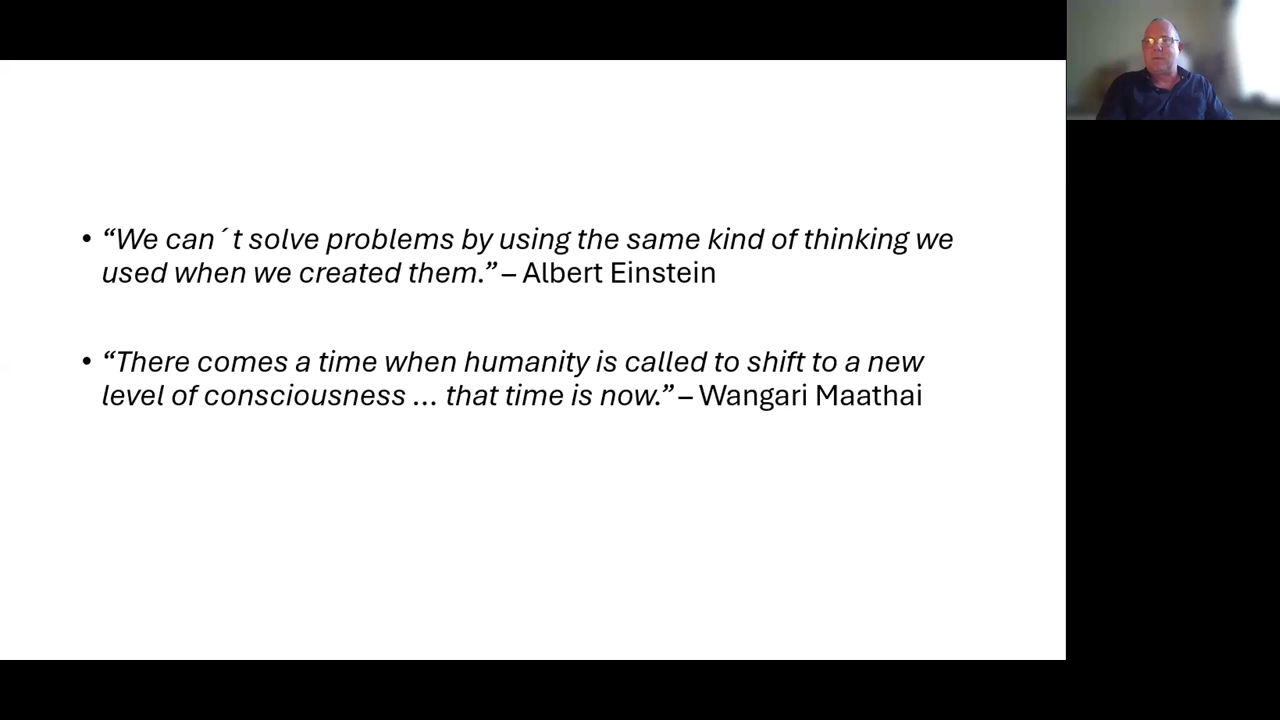 • “We can´t solve problems by using the same kind of thinking we
used when we created them.” – Albert Einstein
• “There comes a time when humanity is called to shift to a new
level of consciousness … that time is now.” – Wangari Maathai